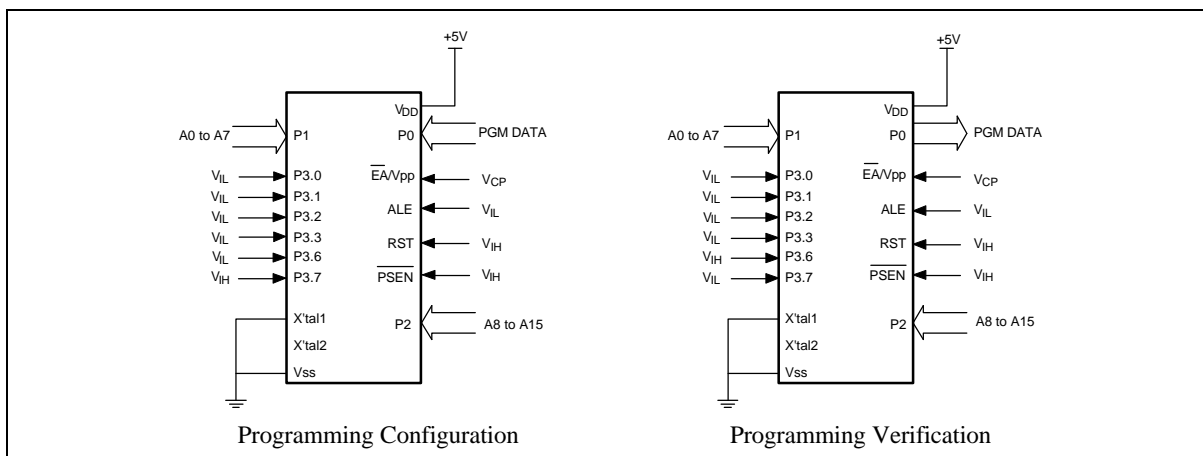 +5V
VDD
A0 to A7
P1
P0
PGM DATA
VIL
P3.0
EA/Vpp
VCP
VIL
P3.1
VIL
P3.2
ALE
VIL
VIL
P3.3
RST
VIH
VIL
P3.6
VIH
P3.7
PSEN
VIH
X'tal1
P2
A8 to A15
X'tal2
Vss
Programming Configuration
+5V
VDD
A0 to A7
P1
P0
PGM DATA
VIL
P3.0
EA/Vpp
VCP
VIL
P3.1
VIL
P3.2
ALE
VIL
VIL
P3.3
RST
VIH
VIH
P3.6
VIL
P3.7
PSEN
VIH
X'tal1
P2
A8 to A15
X'tal2
Vss
Programming Verification